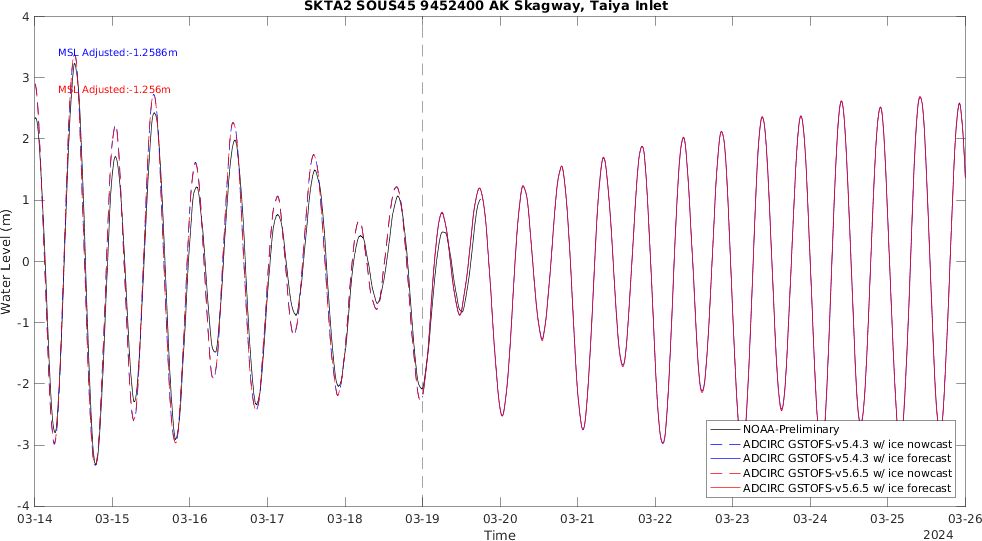 SKTA2 SOUS45 9452400 AK Skagway, Taiya Inlet
4
3
2
1
0
-1
-2
-3
-4
Water Level (m)
MSL Adjusted:-1.2586m
MSL Adjusted:-1.256m
NOAA-Preliminary
ADCIRC GSTOFS-v5.4.3 w/ ice nowcast
ADCIRC GSTOFS-v5.4.3 w/ ice forecast
ADCIRC GSTOFS-v5.6.5 w/ ice nowcast
ADCIRC GSTOFS-v5.6.5 w/ ice forecast
03-14 03-15 03-16 03-17 03-18 03-19 03-20 03-21 03-22 03-23 03-24 03-25 03-26
Time
2024